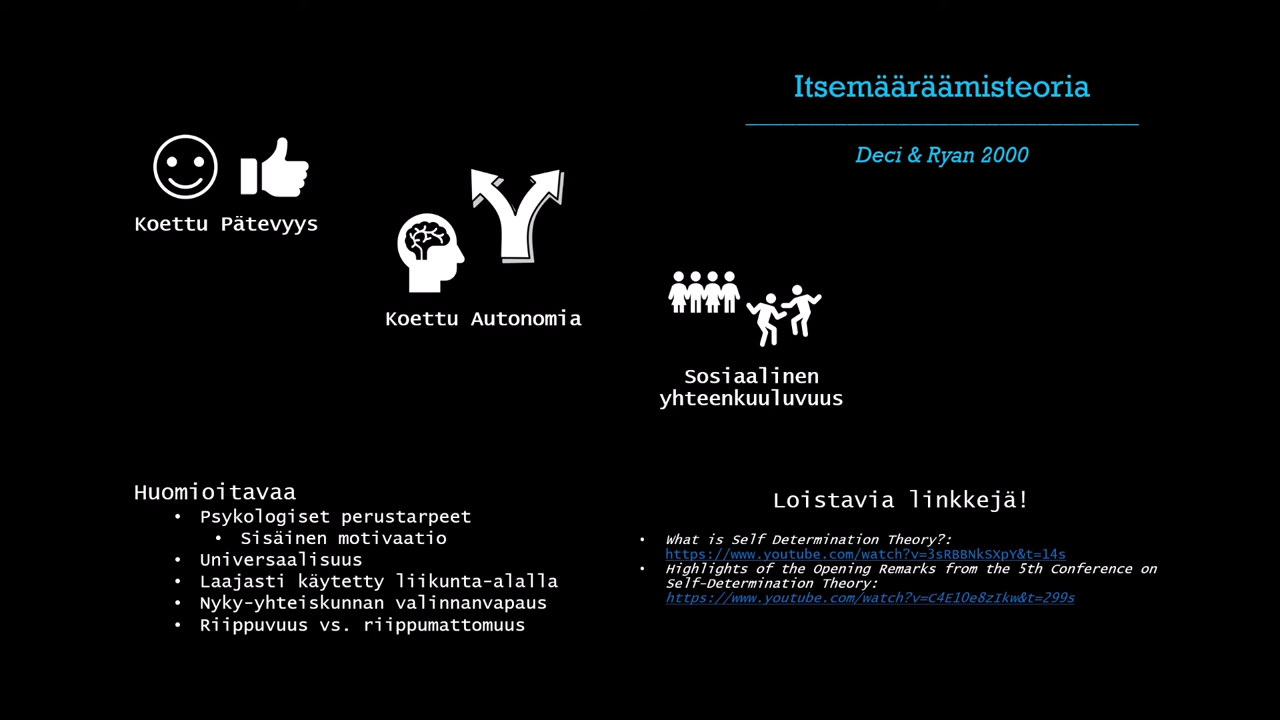 Itsemääräämisteoria
Deci & Ryan 2000
Koettu Pätevyys
Koettu Autonomia
Sosiaalinen
yhteenkuuluvuus
Huomioitavaa
• Psykologiset perustarpeet
• Sisäinen motivaatio
• Universaalisuus
• Laajasti käytetty liikunta-alalla
• Nyky-yhteiskunnan valinnanvapaus
• Riippuvuus vs. riippumattomuus
Loistavia linkkejä!
• What is Self Determination Theory?:
https://www.youtube.com/watch?v=3sRBBNkSXpY&t=14s
• Highlights of the Opening Remarks from the 5th Conference on
Self-Determination Theory:
https://www.youtube.com/watch?v=C4E10e8zIkw&t=299s